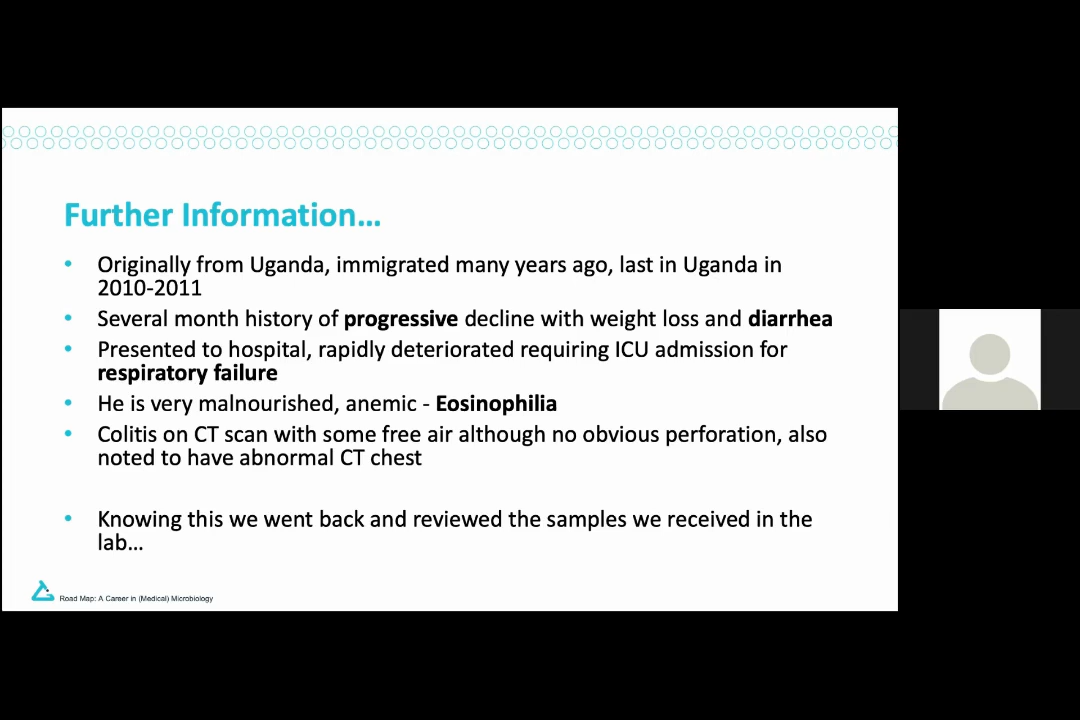 Further Information…
• Originally from Uganda, immigrated many years ago, last in Uganda in
2010-2011
• Several month history of progressive decline with weight loss and diarrhea
• Presented to hospital, rapidly deteriorated requiring ICU admission for
respiratory failure
• He is very malnourished, anemic - Eosinophilia
• Colitis on CT scan with some free air although no obvious perforation, also
noted to have abnormal CT chest
• Knowing this we went back and reviewed the samples we received in the
lab…
Road Map: A Career in (Medical) Microbiology